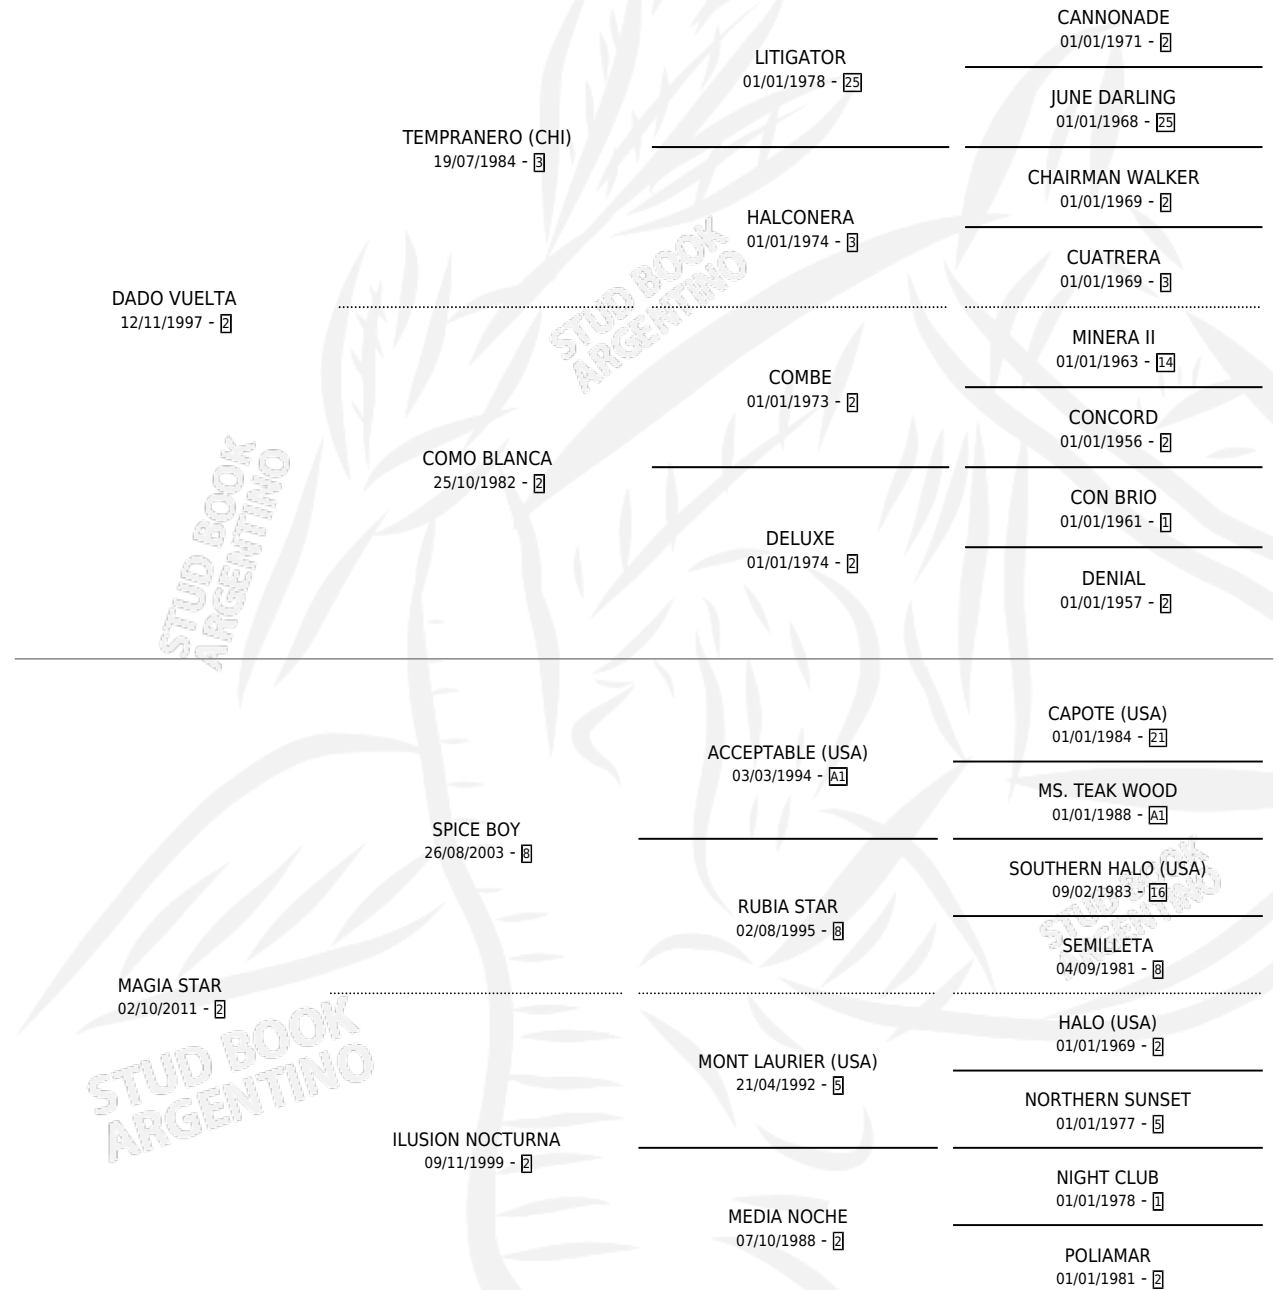 CANNONADE
01/01/1971 - 2
LITIGATOR
01/01/1978 - 25
JUNE DARLING
01/01/1968 - 25
TEMPRANERO (CHI)
19/07/1984 - 3
CHAIRMAN WALKER
01/01/1969 - 2
HALCONERA
01/01/1974 - 3
CUATRERA
01/01/1969 - 3
DADO VUELTA
12/11/1997 - 2
MINERA II
01/01/1963 - 14
COMBE
01/01/1973 - 2
CONCORD
01/01/1956 - 2
COMO BLANCA
25/10/1982 - 2
CON BRIO
01/01/1961 - 1
DELUXE
01/01/1974 - 2
DENIAL
01/01/1957 - 2
STUD BOOK
ARGENTINO
STUD BOOK
ARGENTINO
CAPOTE (USA)
01/01/1984 - 21
ACCEPTABLE (USA)
03/03/1994 - A1
MS. TEAK WOOD
01/01/1988 - A1
SPICE BOY
26/08/2003 - 8
SOUTHERN HALO (USA)
09/02/1983 - 16
RUBIA STAR
02/08/1995 - 8
SEMILLETA
04/09/1981 - 8
MAGIA STAR
02/10/2011 - 2
HALO (USA)
01/01/1969 - 2
MONT LAURIER (USA)
21/04/1992 - 5
NORTHERN SUNSET
01/01/1977 - 5
ILUSION NOCTURNA
09/11/1999 - 2
NIGHT CLUB
01/01/1978 - 1
MEDIA NOCHE
07/10/1988 - 2
POLIAMAR
01/01/1981 - 2
STUD BOOK
ARGENTINO
STUD BOOK
ARGENTINO